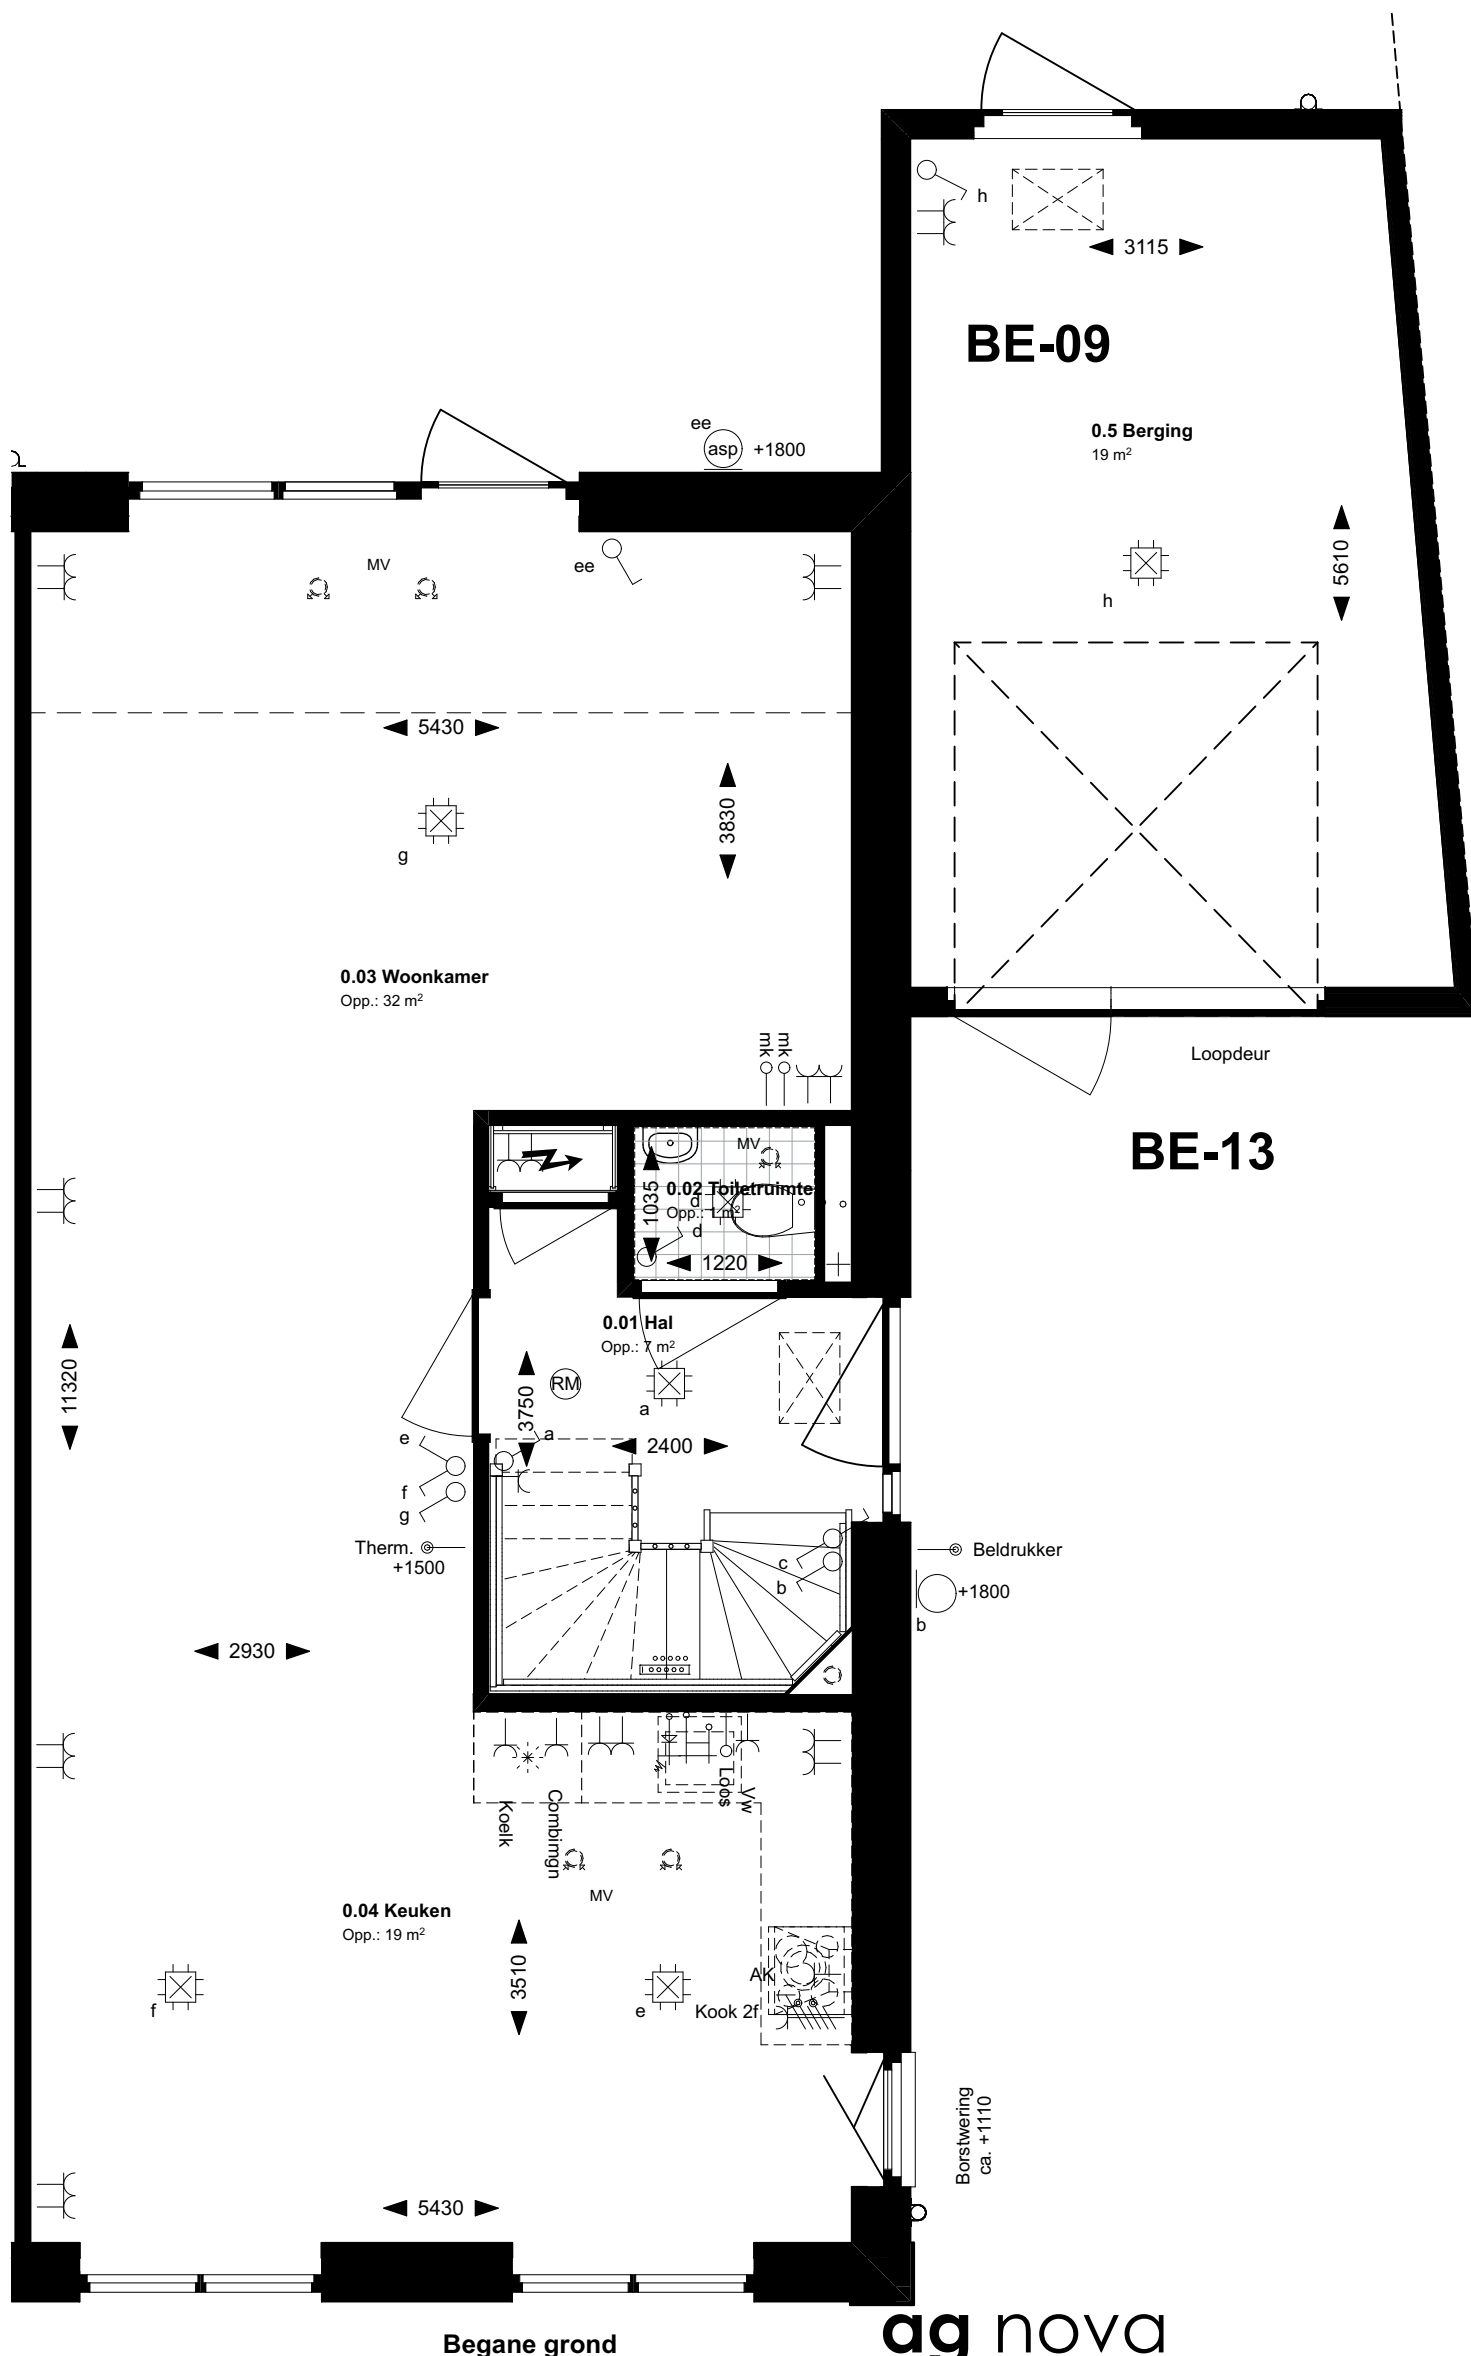 h
3115
BE-09
0.5 Berging
19 m²
5610
h
ee
asp
+1800
MV
ee
5430
3830
g
0.03 Woonkamer
Opp.: 32 m²
mk
mk
Loopdeur
BE-13
MV
1035
0.02 Toiletruimte
d
Opp.: 1 m²
d
1220
0.01 Hal
Opp.: 7 m²
11320
3750
RM
a
a
2400
e
f
g
Therm.
+1500
c
b
Beldrukker
+1800
b
2930
Koelk
Combimgn
Loos
Vw
MV
0.04 Keuken
Opp.: 19 m²
3510
f
e
AK
Kook 2f
Borstwering
ca. +1110
5430
Begane grond
ag nova